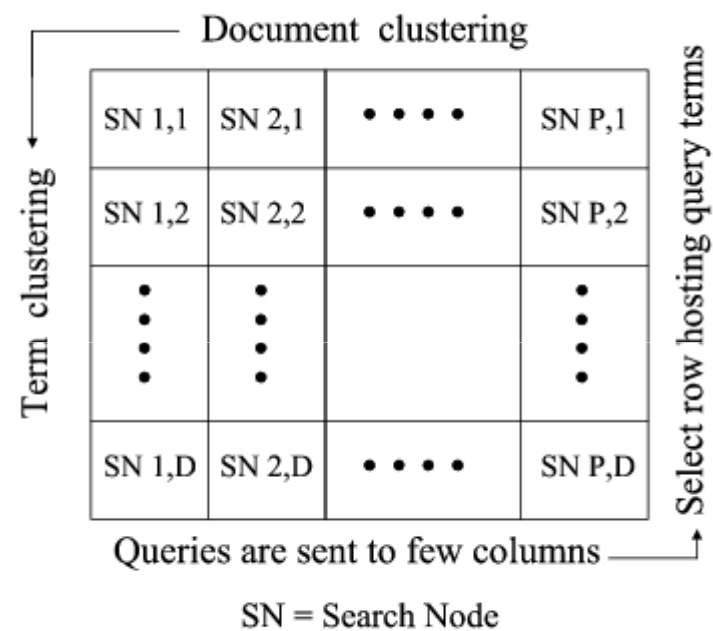 Document clustering
Term clustering
SN 1,1 SN 2,1 • • • • SN P,1
SN 1,2 SN 2,2 • • • • SN P,2
SN 1,D SN 2,D • • • • SN P,D
Select row hosting query terms
Queries are sent to few columns
SN = Search Node